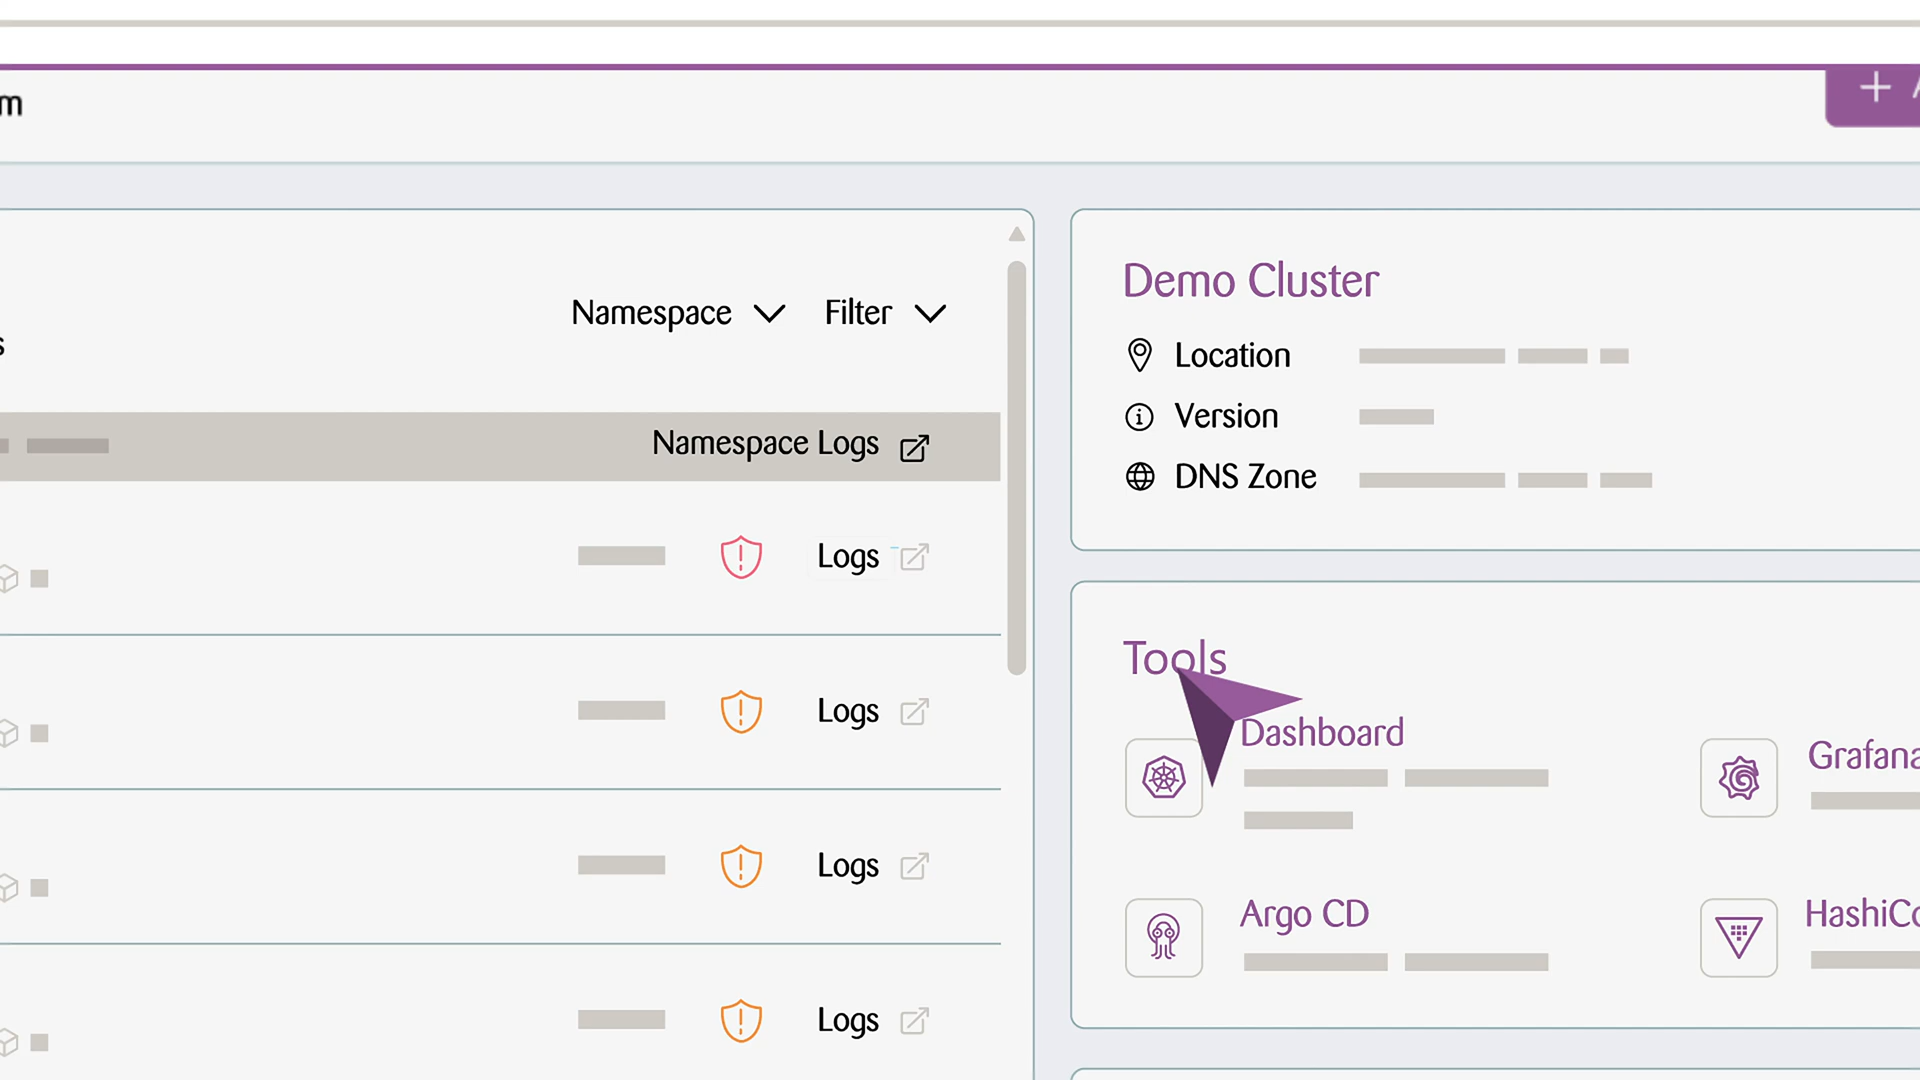 m
+ A
Namespace Filter
s
Namespace Logs
Logs
Logs
Logs
Logs
Demo Cluster
Location
Version
DNS Zone
Tools
Dashboard
Grafana
Argo CD
HashiCo